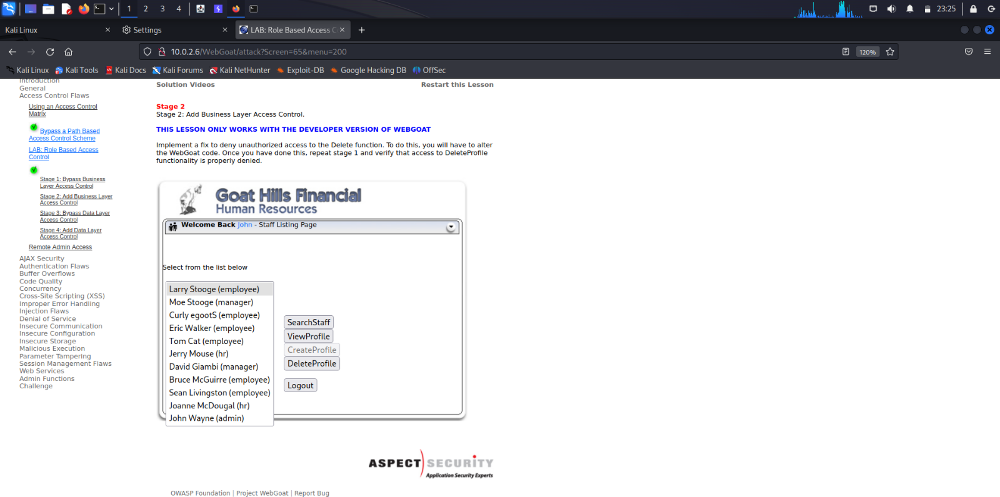 1 2 3 4 23:25
Kali Linux Settings LAB: Role Based Access C
10.0.2.6/WebGoat/attack?Screen=65&menu=200 120%
Kali Linux Kali Tools Kali Docs Kali Forums Kali NetHunter Exploit-DB Google Hacking DB OffSec
Introduction
General
Access Control Flaws
Using an Access Control
Matrix
Bypass a Path Based
Access Control Scheme
LAB: Role Based Access
Control
Stage 1: Bypass Business
Layer Access Control
Stage 2: Add Business Layer
Access Control
Stage 3: Bypass Data Layer
Access Control
Stage 4: Add Data Layer
Access Control
Remote Admin Access
AJAX Security
Authentication Flaws
Buffer Overflows
Code Quality
Concurrency
Cross-Site Scripting (XSS)
Improper Error Handling
Injection Flaws
Denial of Service
Insecure Communication
Insecure Configuration
Insecure Storage
Malicious Execution
Parameter Tampering
Session Management Flaws
Web Services
Admin Functions
Challenge
Solution Videos Restart this Lesson
Stage 2
Stage 2: Add Business Layer Access Control.
THIS LESSON ONLY WORKS WITH THE DEVELOPER VERSION OF WEBGOAT
Implement a fix to deny unauthorized access to the Delete function. To do this, you will have to alter
the WebGoat code. Once you have done this, repeat stage 1 and verify that access to DeleteProfile
functionality is properly denied.
Goat Hills Financial
Human Resources
Welcome Back John - Staff Listing Page
Select from the list below
Larry Stooge (employee)
Moe Stooge (manager)
Curly egootS (employee)
Eric Walker (employee)
Tom Cat (employee)
Jerry Mouse (hr)
David Giambi (manager)
Bruce McGuirre (employee)
Sean Livingston (employee)
Joanne McDougal (hr)
John Wayne (admin)
SearchStaff
ViewProfile
CreateProfile
DeleteProfile
Logout
ASPECT SECURITY
Application Security Experts
OWASP Foundation | Project WebGoat | Report Bug